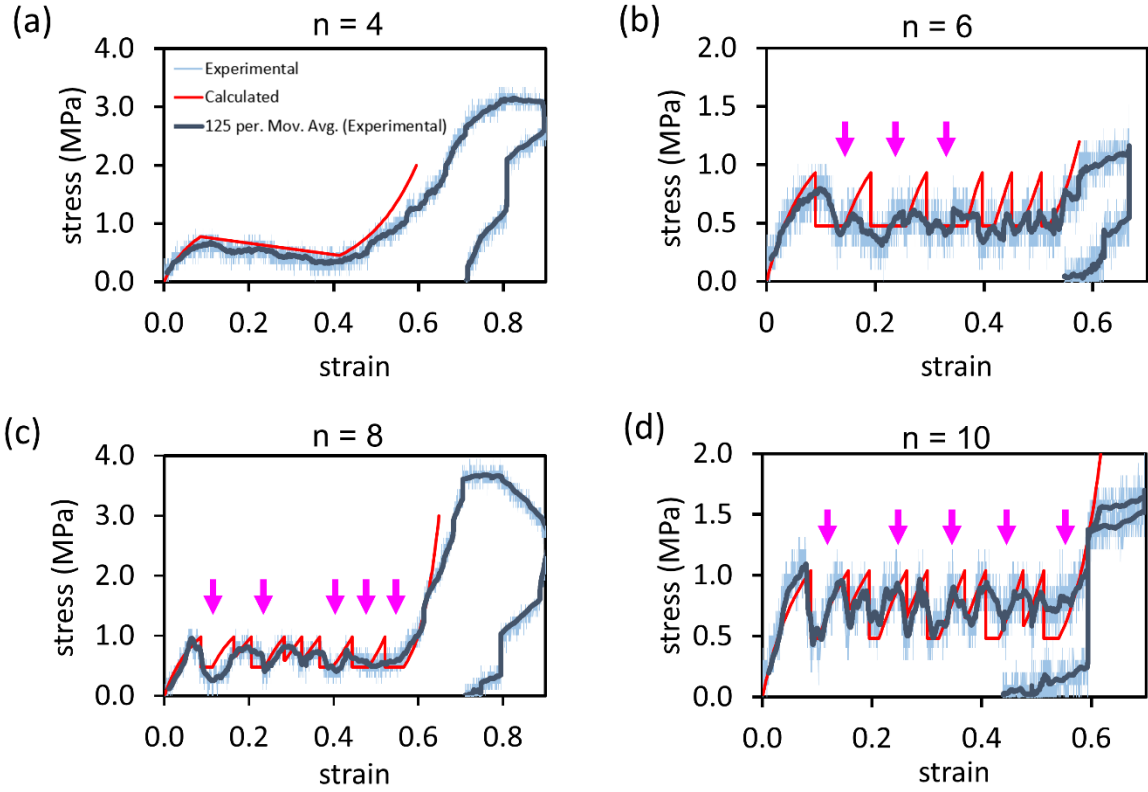 (a)
n = 4
4.0
3.0
2.0
1.0
0.0
stress (MPa)
Experimental
Calculated
125 per. Mov. Avg. (Experimental)
0.0 0.2 0.4 0.6 0.8
strain
(b)
n = 6
2.0
1.5
1.0
0.5
0.0
stress (MPa)
0 0.2 0.4 0.6
strain
(c)
n = 8
4.0
3.0
2.0
1.0
0.0
stress (MPa)
0.0 0.2 0.4 0.6 0.8
strain
(d)
n = 10
2.0
1.5
1.0
0.5
0.0
stress (MPa)
0.0 0.2 0.4 0.6
strain